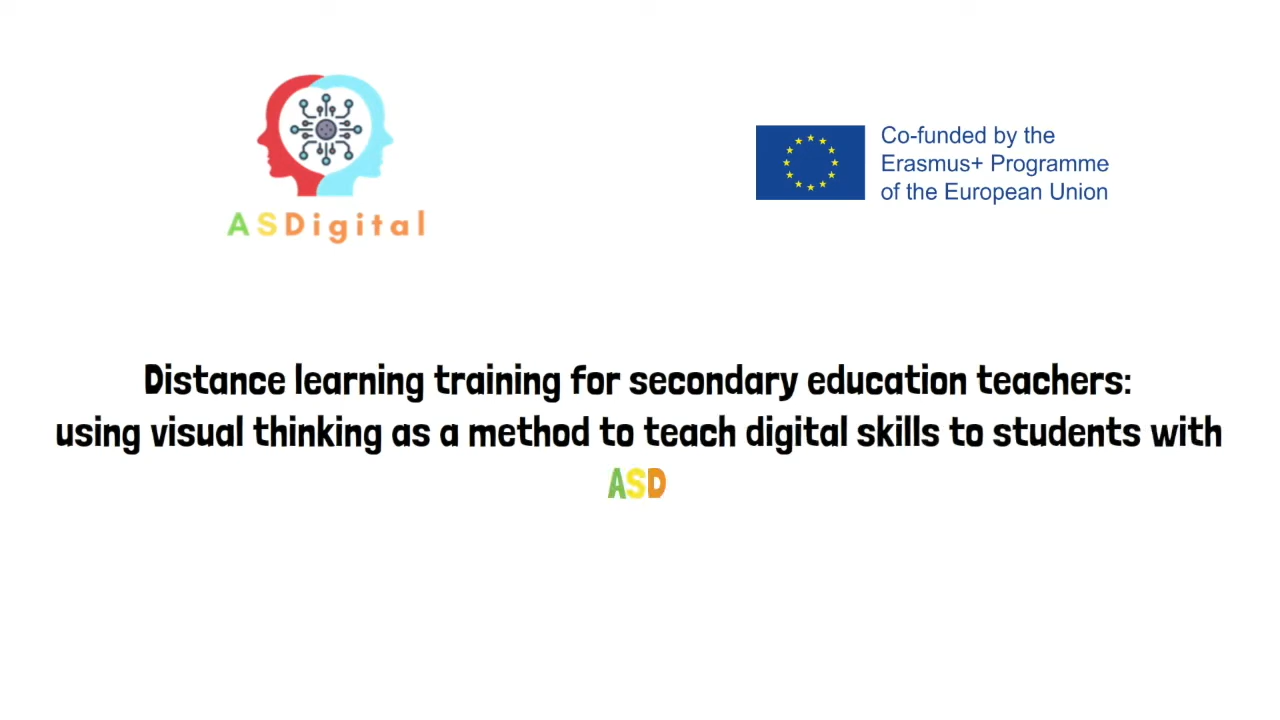 ASDigital
Co-funded by the
Erasmus+ Programme
of the European Union
Distance learning training for secondary education teachers:
using visual thinking as a method to teach digital skills to students with
ASD